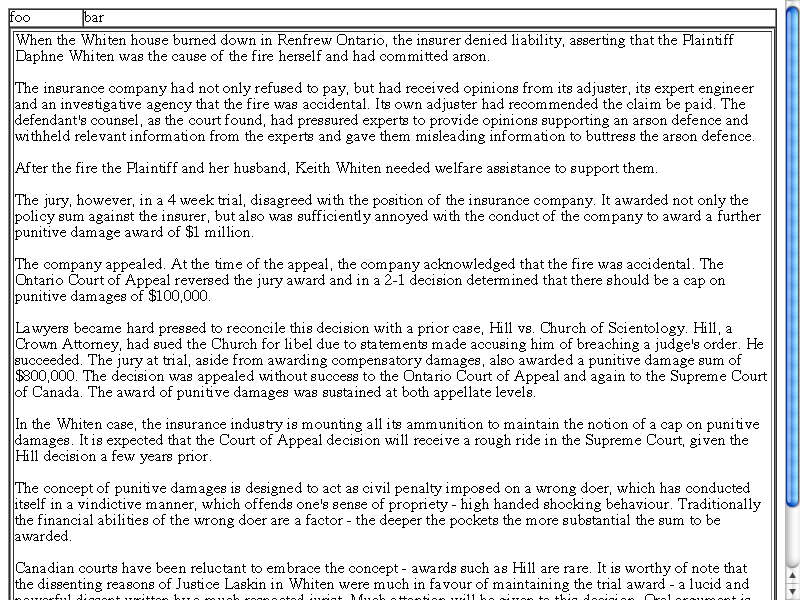 foo bar
When the Whiten house burned down in Renfrew Ontario, the insurer denied liability, asserting that the Plaintiff
Daphne Whiten was the cause of the fire herself and had committed arson.
The insurance company had not only refused to pay, but had received opinions from its adjuster, its expert engineer
and an investigative agency that the fire was accidental. Its own adjuster had recommended the claim be paid. The
defendant's counsel, as the court found, had pressured experts to provide opinions supporting an arson defence and
withheld relevant information from the experts and gave them misleading information to buttress the arson defence.
After the fire the Plaintiff and her husband, Keith Whiten needed welfare assistance to support them.
The jury, however, in a 4 week trial, disagreed with the position of the insurance company. It awarded not only the
policy sum against the insurer, but also was sufficiently annoyed with the conduct of the company to award a further
punitive damage award of $1 million.
The company appealed. At the time of the appeal, the company acknowledged that the fire was accidental. The
Ontario Court of Appeal reversed the jury award and in a 2-1 decision determined that there should be a cap on
punitive damages of $100,000.
Lawyers became hard pressed to reconcile this decision with a prior case, Hill vs. Church of Scientology. Hill, a
Crown Attorney, had sued the Church for libel due to statements made accusing him of breaching a judge's order. He
succeeded. The jury at trial, aside from awarding compensatory damages, also awarded a punitive damage sum of
$800,000. The decision was appealed without success to the Ontario Court of Appeal and again to the Supreme Court
of Canada. The award of punitive damages was sustained at both appellate levels.
In the Whiten case, the insurance industry is mounting all its ammunition to maintain the notion of a cap on punitive
damages. It is expected that the Court of Appeal decision will receive a rough ride in the Supreme Court, given the
Hill decision a few years prior.
The concept of punitive damages is designed to act as civil penalty imposed on a wrong doer, which has conducted
itself in a vindictive manner, which offends one's sense of propriety - high handed shocking behaviour. Traditionally
the financial abilities of the wrong doer are a factor - the deeper the pockets the more substantial the sum to be
awarded.
Canadian courts have been reluctant to embrace the concept - awards such as Hill are rare. It is worthy of note that
the dissenting reasons of Justice Laskin in Whiten were much in favour of maintaining the trial award - a lucid and
powerful dissent written by a much respected jurist. Much attention will be given to this decision. Oral argument is